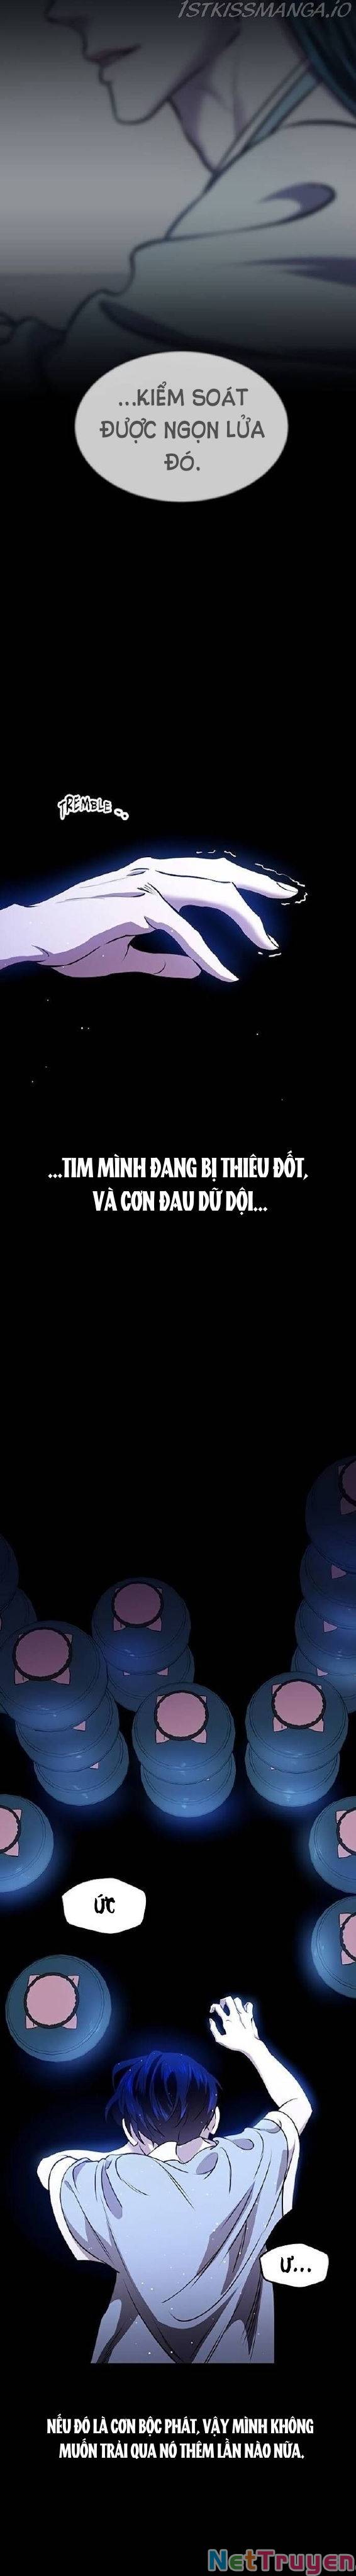 1STKISSMANGA.IO
...KIỂM SOÁT
ĐƯỢC NGỌN LỬA
ĐÓ.
TREMBLE
...TIM MÌNH ĐANG BỊ THIÊU ĐỐT,
VÀ CƠN ĐAU DỮ DỘI...
ỨC
Ư...
NẾU ĐÓ LÀ CƠN BỘC PHÁT, VẬY MÌNH KHÔNG
MUỐN TRẢI QUA NÓ THÊM LẦN NÀO NỮA.
NetTruyen